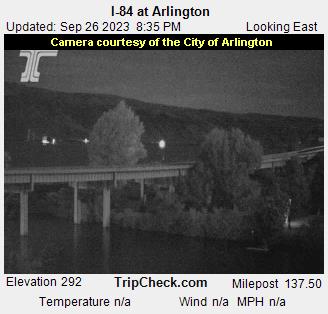 I-84 at Arlington
Updated: Sep 26 2023 8:35 PM Looking East
Camera courtesy of the City of Arlington
Elevation 292 TripCheck.com Milepost 137.50
Temperature n/a Wind n/a MPH n/a